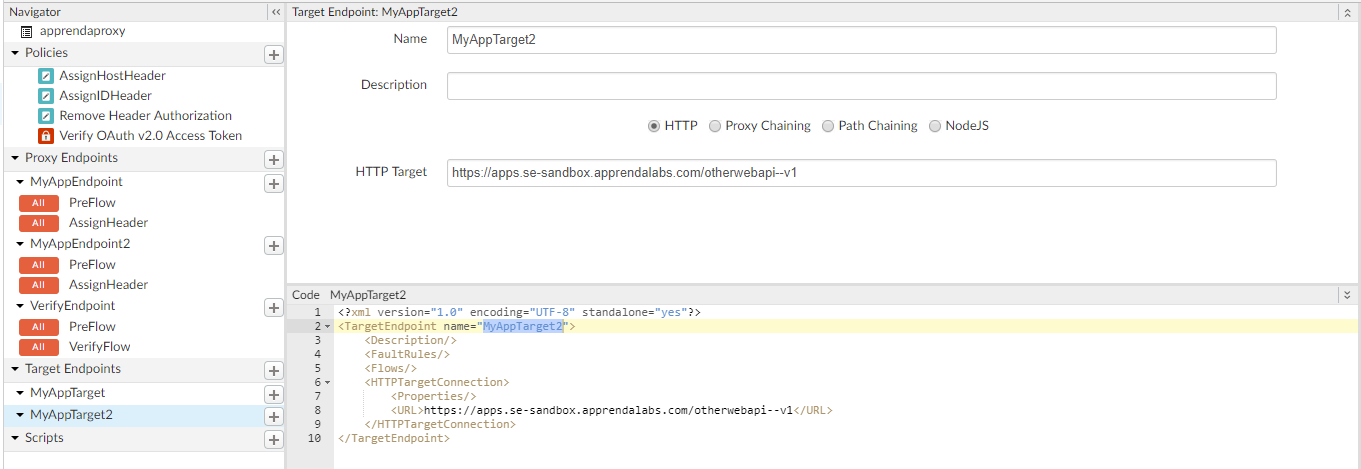 Navigator
apprendaproxy
Policies
AssignHostHeader
AssignIDHeader
Remove Header Authorization
Verify OAuth v2.0 Access Token
Proxy Endpoints
MyAppEndpoint
All PreFlow
All AssignHeader
MyAppEndpoint2
All PreFlow
All AssignHeader
VerifyEndpoint
All PreFlow
All VerifyFlow
Target Endpoints
MyAppTarget
MyAppTarget2
Scripts
Target Endpoint: MyAppTarget2
Name MyAppTarget2
Description
HTTP Proxy Chaining Path Chaining NodeJS
HTTP Target https://apps.se-sandbox.apprendalabs.com/otherwebapi--v1
Code MyAppTarget2
1 <?xml version="1.0" encoding="UTF-8" standalone="yes"?>
2 <TargetEndpoint name="MyAppTarget2">
3 <Description/>
4 <FaultRules/>
5 <Flows/>
6 <HTTPTargetConnection>
7 <Properties/>
8 <URL>https://apps.se-sandbox.apprendalabs.com/otherwebapi--v1</URL>
9 </HTTPTargetConnection>
10 </TargetEndpoint>